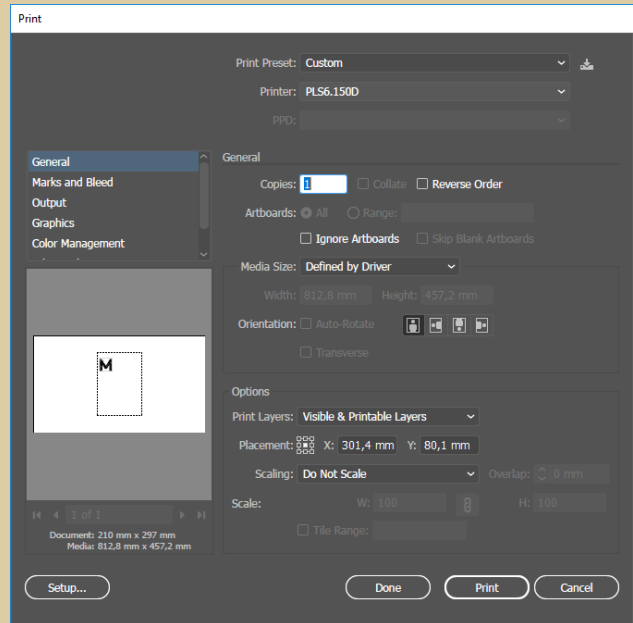 Print
Print Preset: Custom
Printer: PLS6.150D
PPD:
General
Marks and Bleed
Output
Graphics
Color Management
General
Copies: 1 Collate Reverse Order
Artboards: All Range:
Ignore Artboards Skip Blank Artboards
Media Size: Defined by Driver
Width: 812,8 mm Height: 457,2 mm
Orientation: Auto-Rotate
Transverse
M
Options
Print Layers: Visible & Printable Layers
Placement: X: 301,4 mm Y: 80,1 mm
Scaling: Do Not Scale Overlap: 0 mm
Scale: W: 100 H: 100
Tile Range:
1 of 1
Document: 210 mm x 297 mm
Media: 812,8 mm x 457,2 mm
Setup... Done Print Cancel